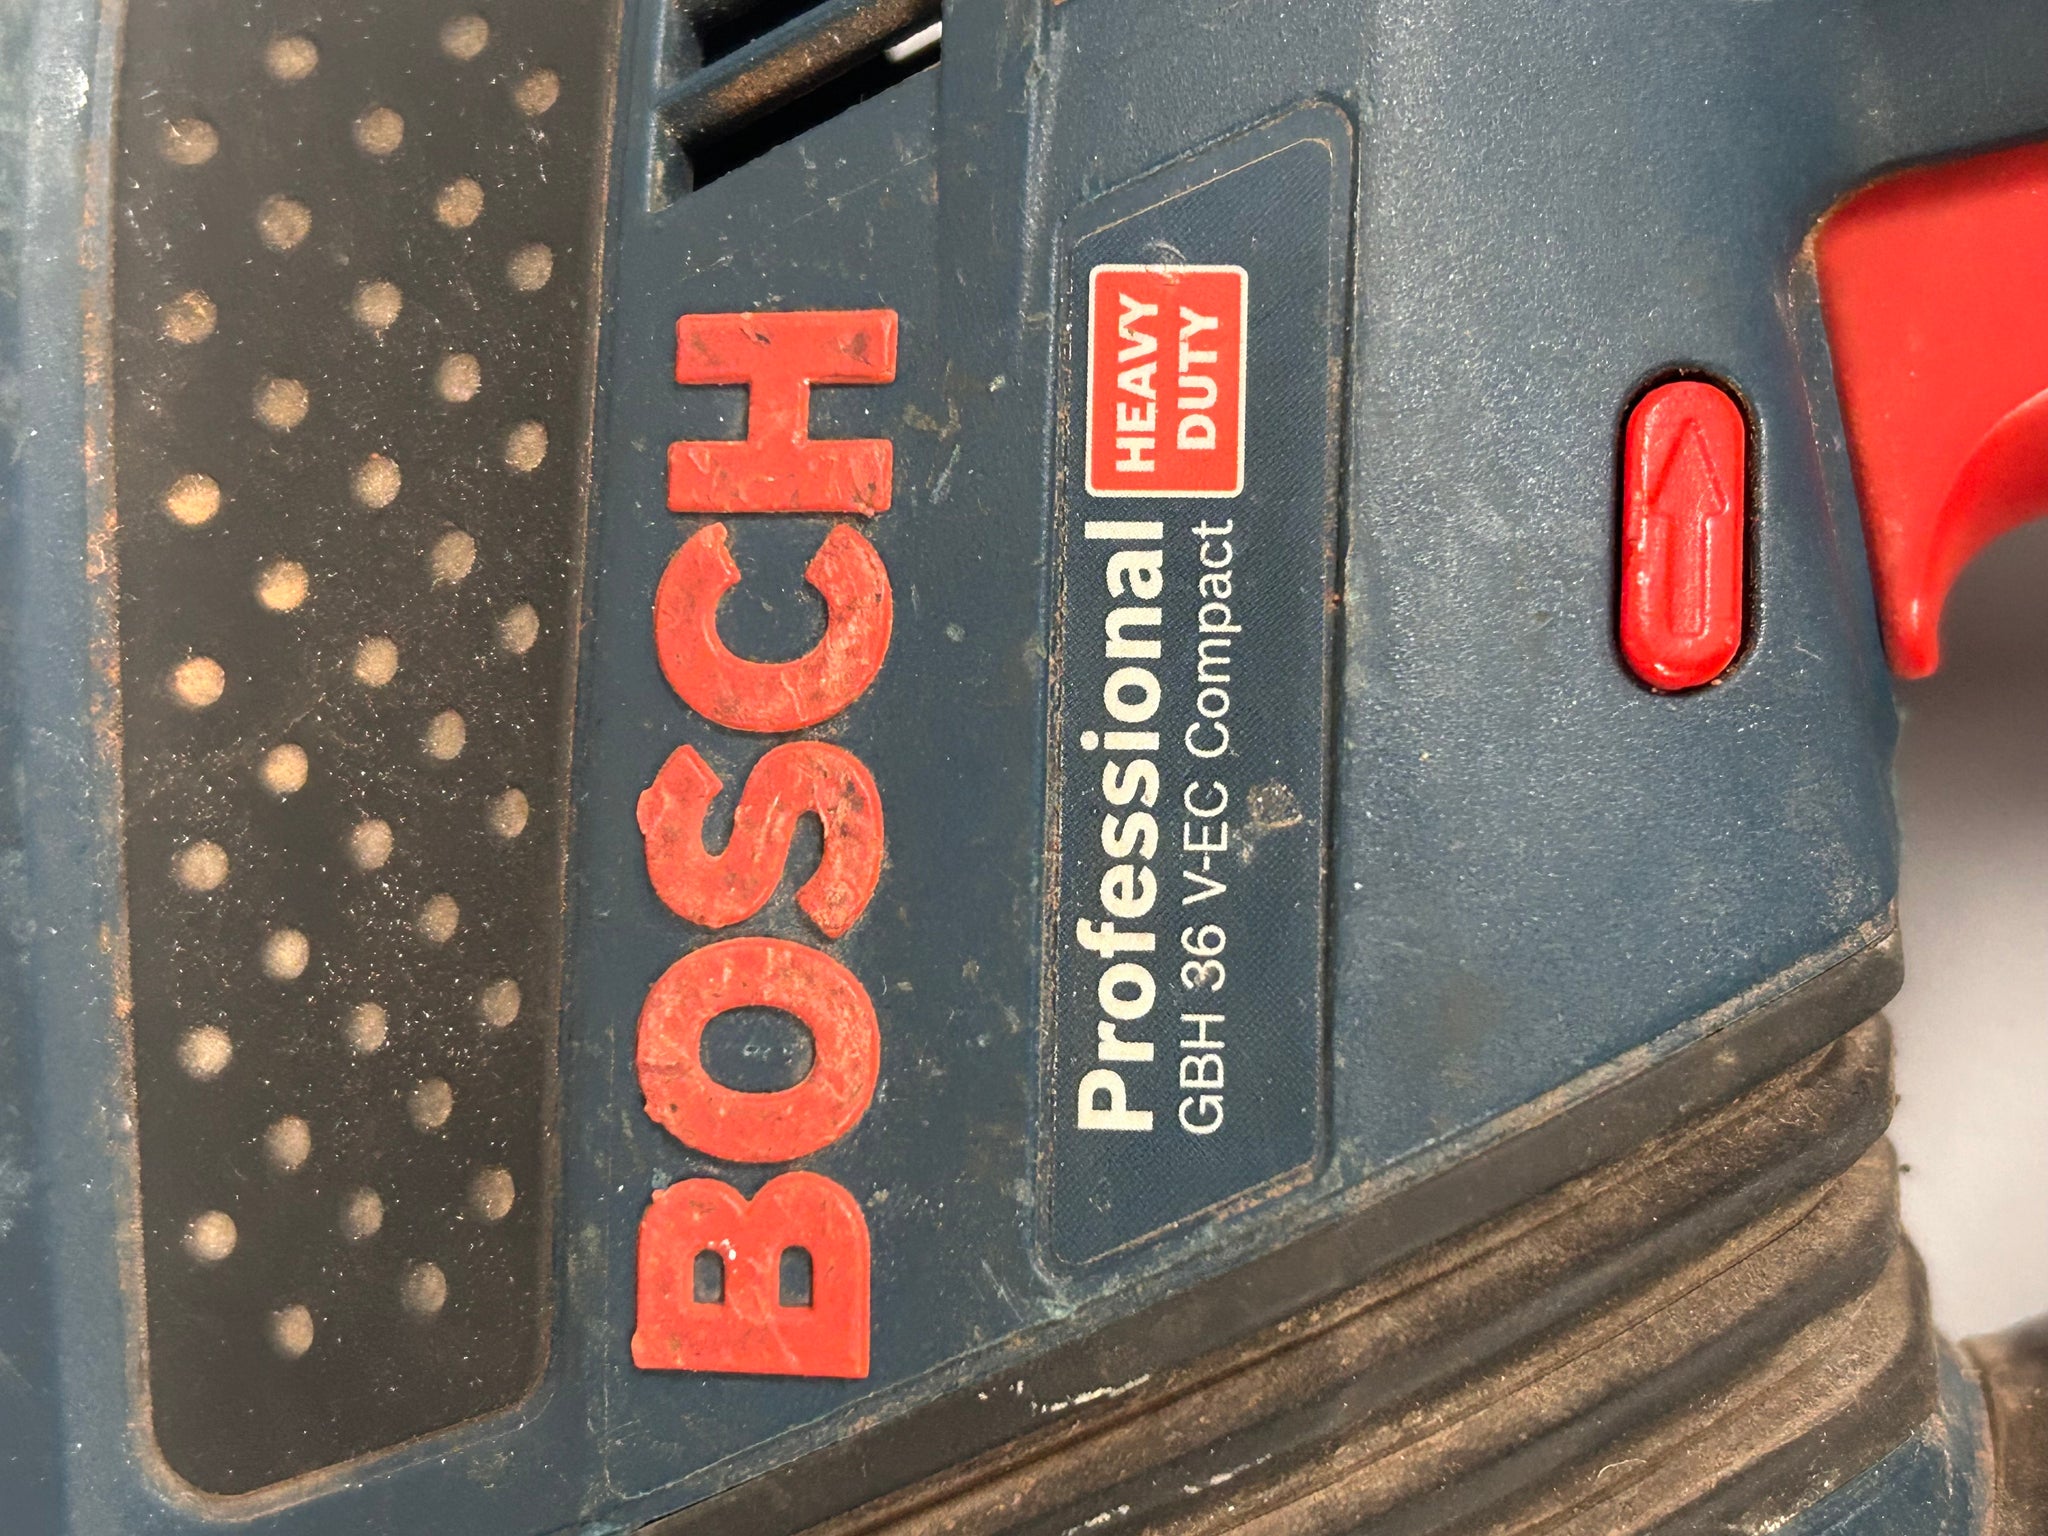 BOSCH
Professional
GBH 36 V-EC Compact
HEAVY
DUTY